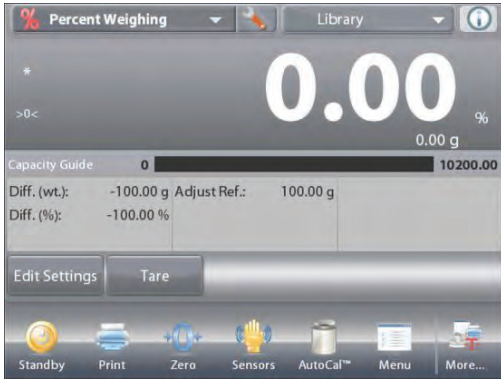 % Percent Weighing Library
*
>0<
0.00 %
0.00 g
Capacity Guide 0 10200.00
Diff. (wt.): -100.00 g Adjust Ref.: 100.00 g
Diff. (%): -100.00 %
Edit Settings Tare
Standby Print Zero Sensors AutoCal™ Menu More...